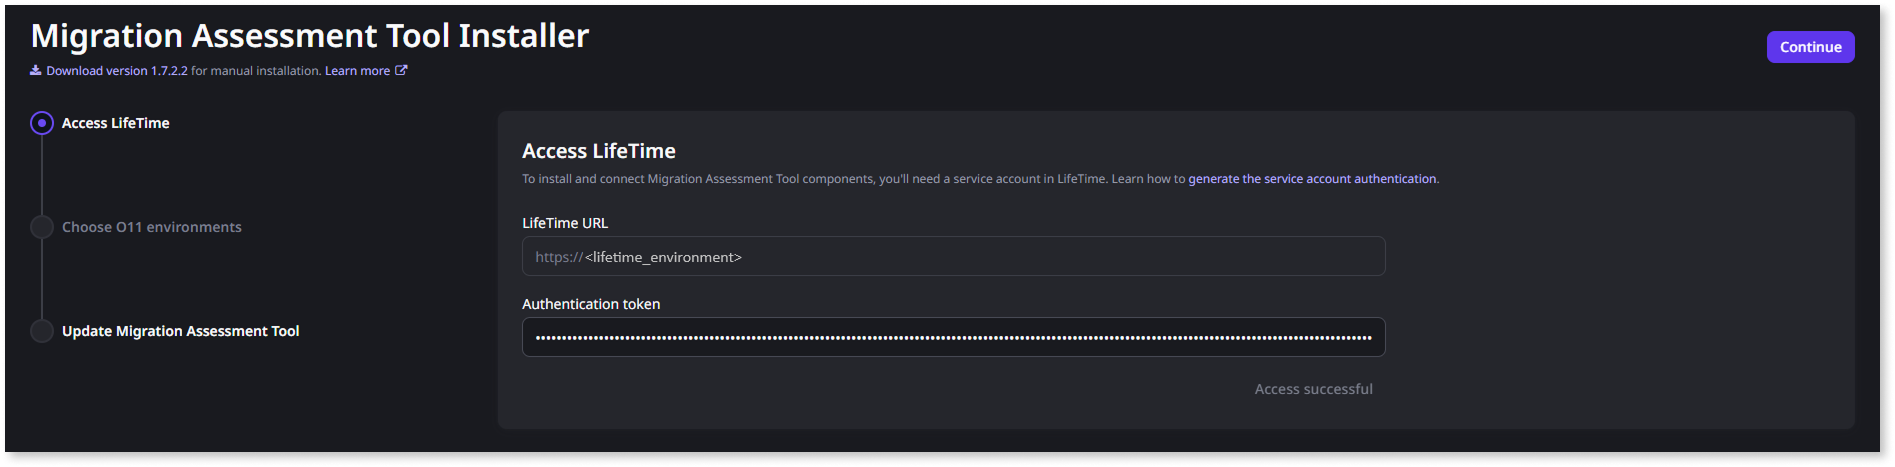 Migration Assessment Tool Installer
Continue
Download version 1.7.2.2 for manual installation. Learn more
Access LifeTime
Choose O11 environments
Update Migration Assessment Tool
Access LifeTime
To install and connect Migration Assessment Tool components, you'll need a service account in LifeTime. Learn how to generate the service account authentication.
LifeTime URL
https://<lifetime_environment>
Authentication token
Access successful